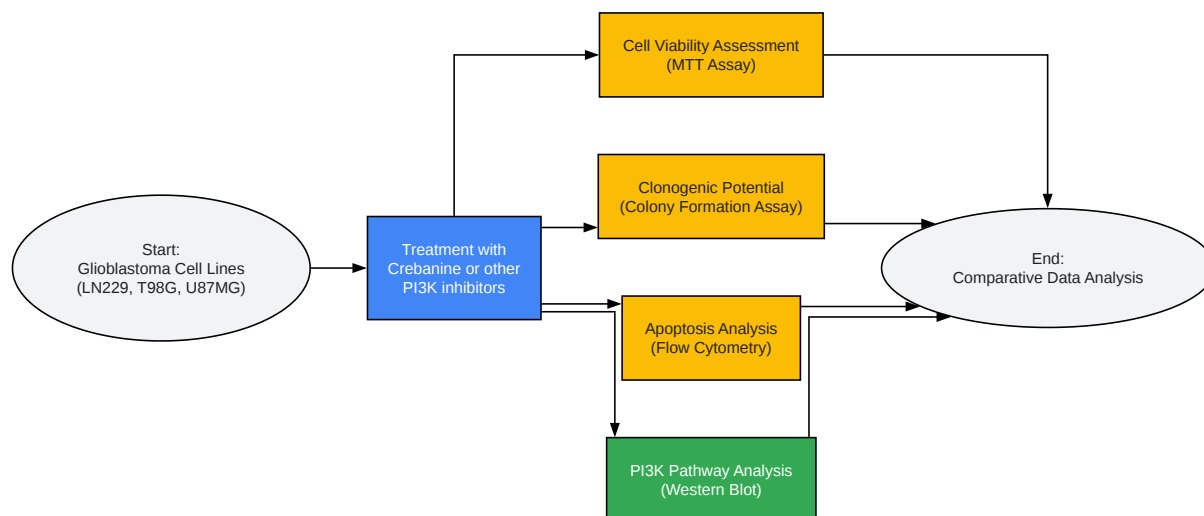 Start:
Glioblastoma Cell Lines
(LN229, T98G, U87MG)
Treatment with
Crebanine or other
PI3K inhibitors
Cell Viability Assessment
(MTT Assay)
Clonogenic Potential
(Colony Formation Assay)
Apoptosis Analysis
(Flow Cytometry)
PI3K Pathway Analysis
(Western Blot)
End:
Comparative Data Analysis